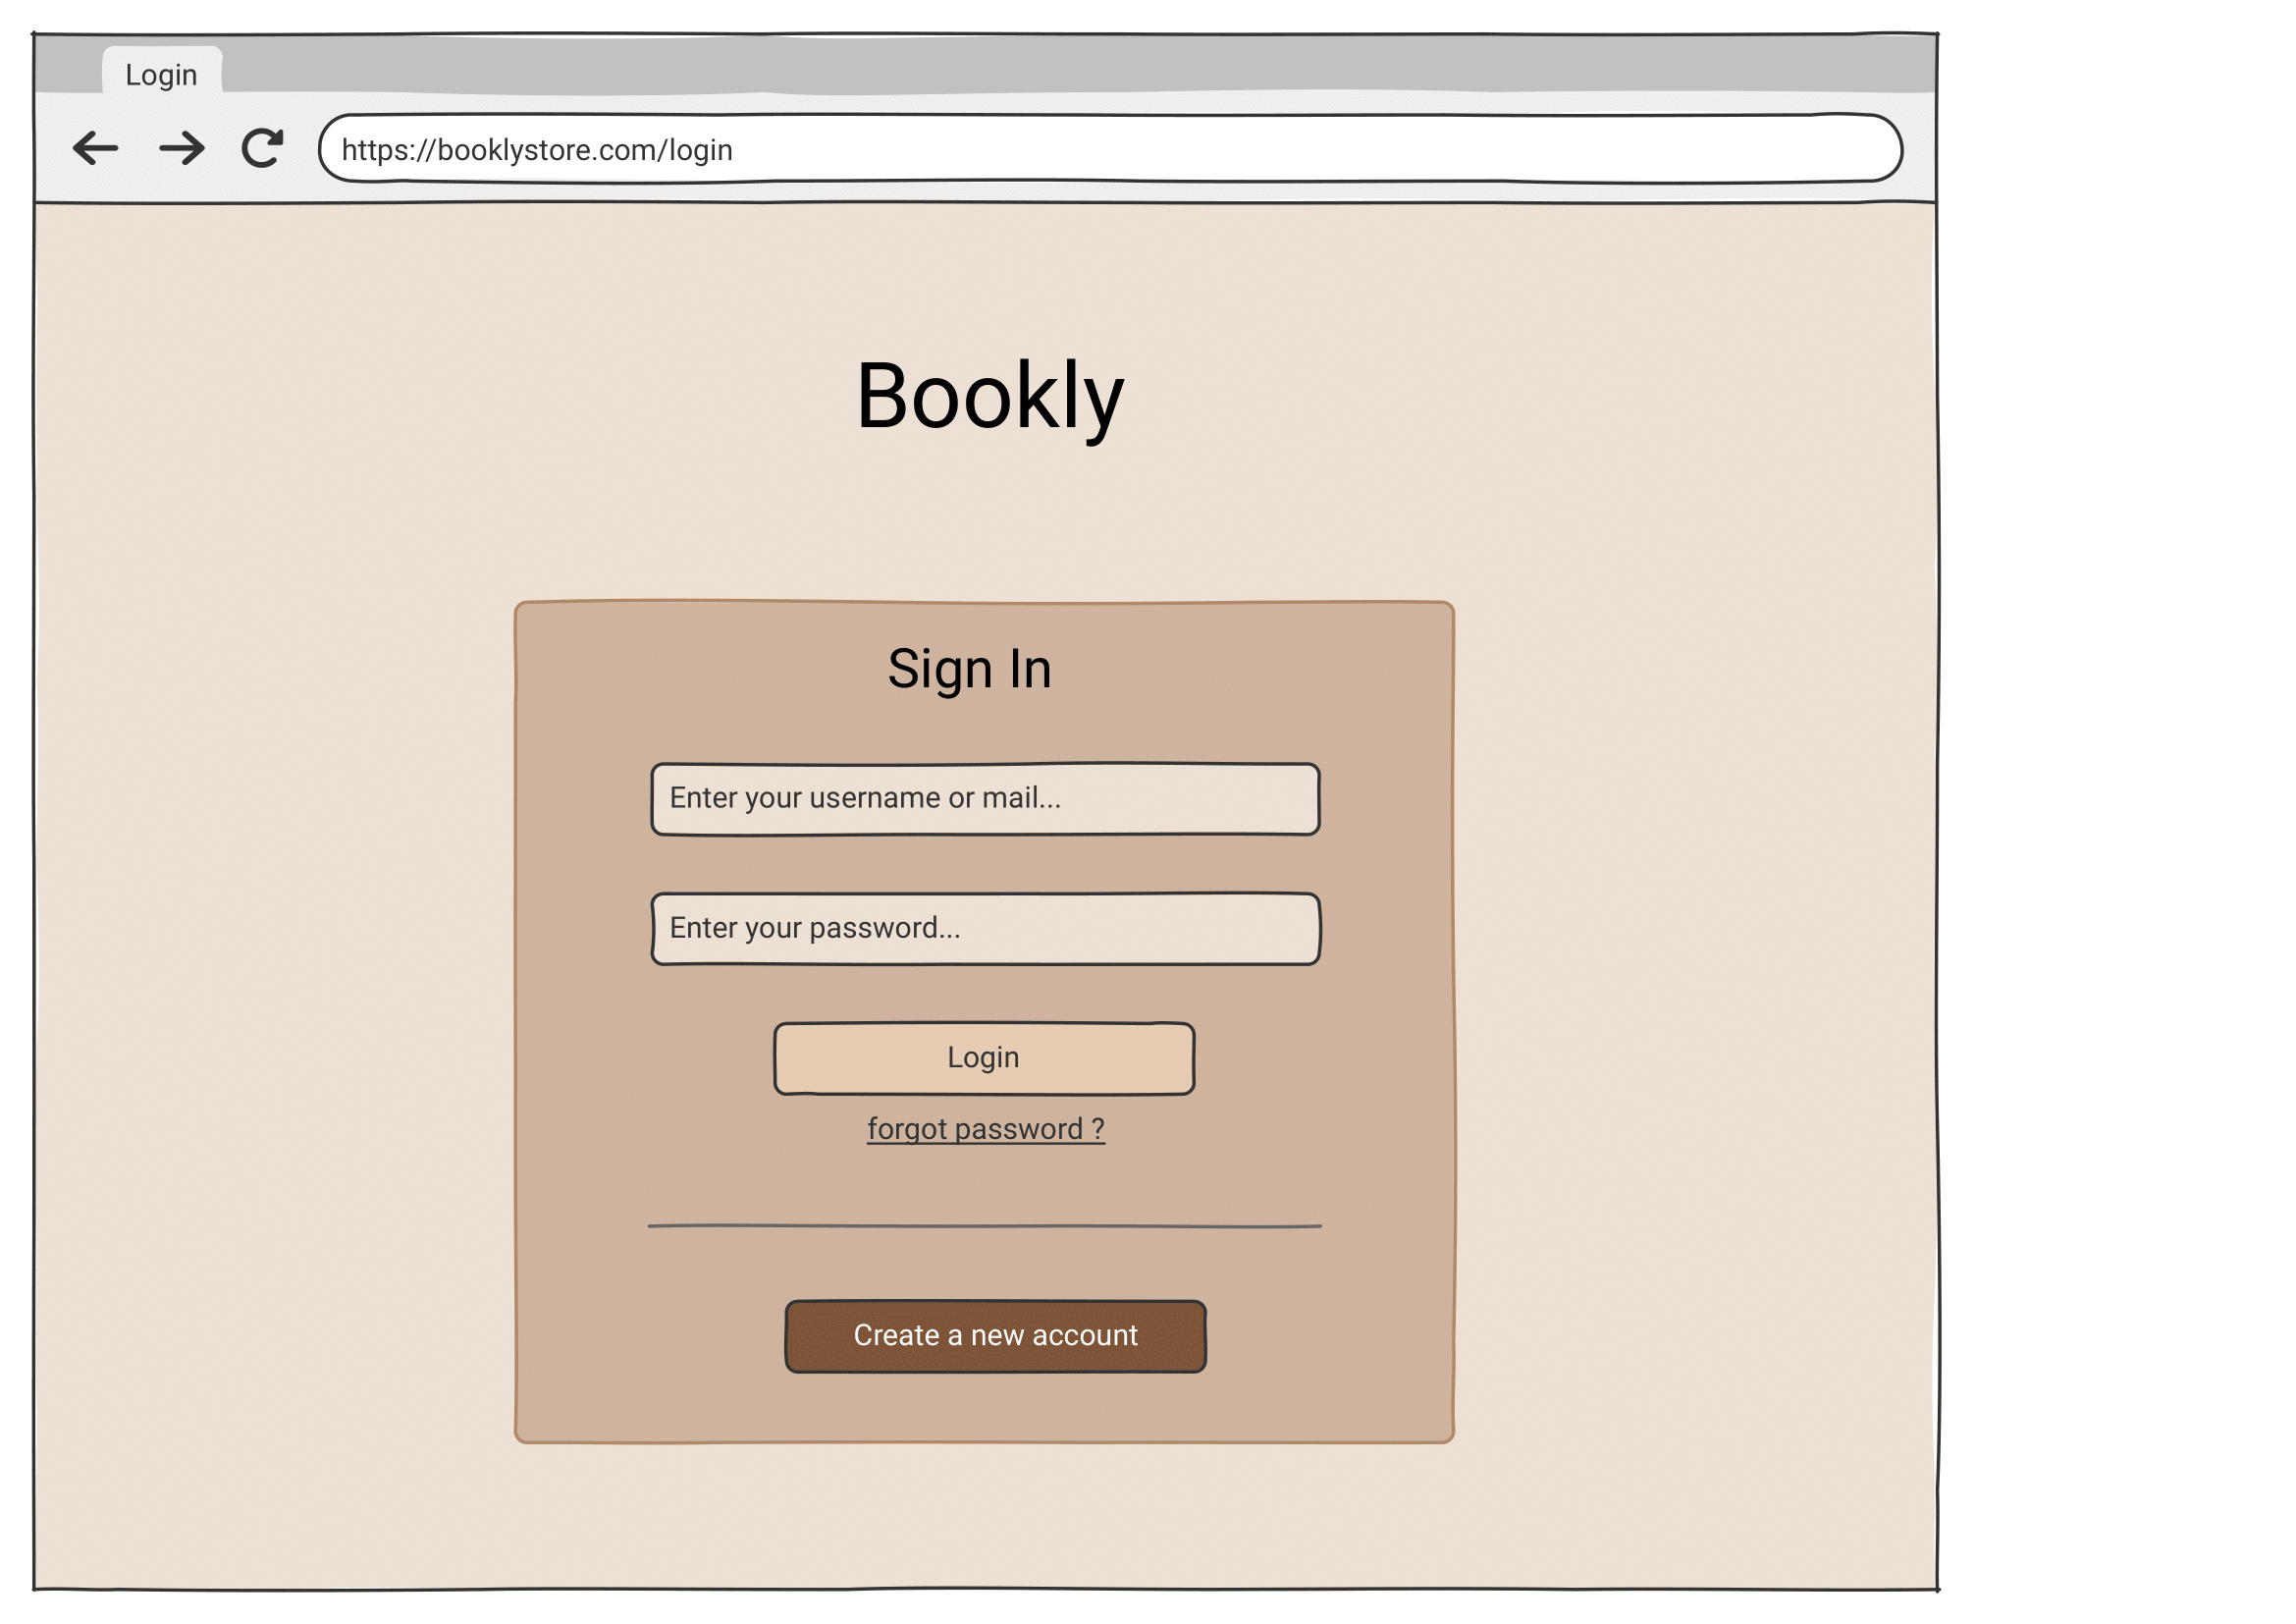 Login
https://booklystore.com/login
Bookly
Sign In
Enter your username or mail...
Enter your password...
Login
forgot password ?
Create a new account